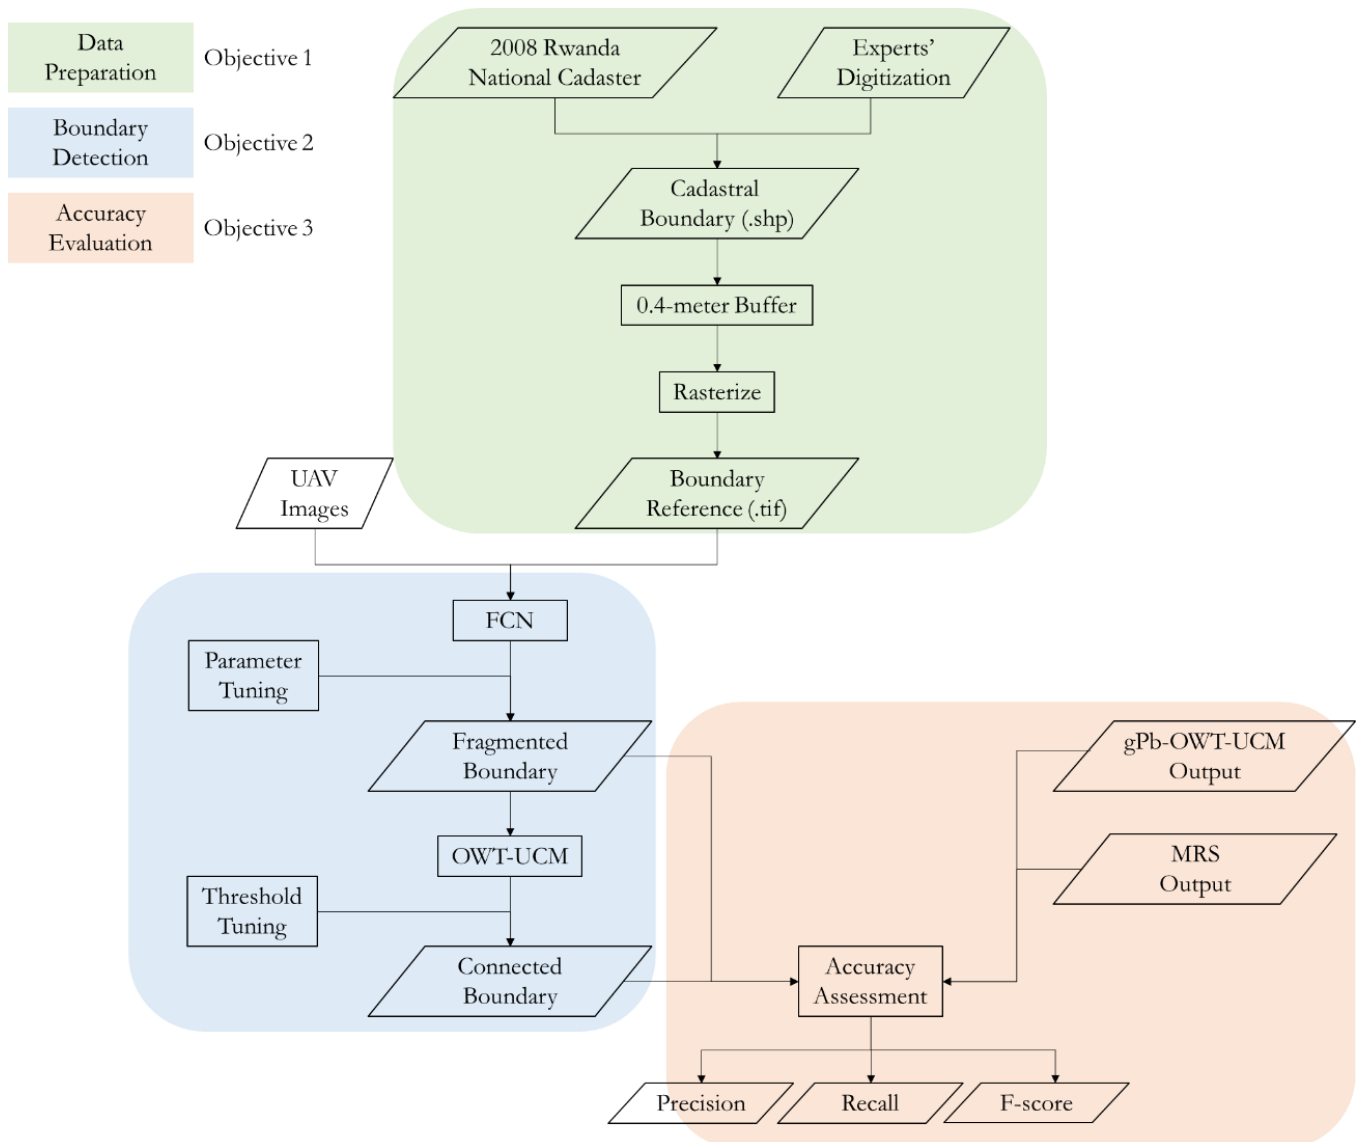 Data
Preparation
Objective 1
Boundary
Detection
Objective 2
Accuracy
Evaluation
Objective 3
2008 Rwanda
National Cadaster
Experts'
Digitization
Cadastral
Boundary (.shp)
0.4-meter Buffer
Rasterize
UAV
Images
Boundary
Reference (.tif)
FCN
Parameter
Tuning
Fragmented
Boundary
OWT-UCM
Threshold
Tuning
Connected
Boundary
gPb-OWT-UCM
Output
MRS
Output
Accuracy
Assessment
Precision
Recall
F-score